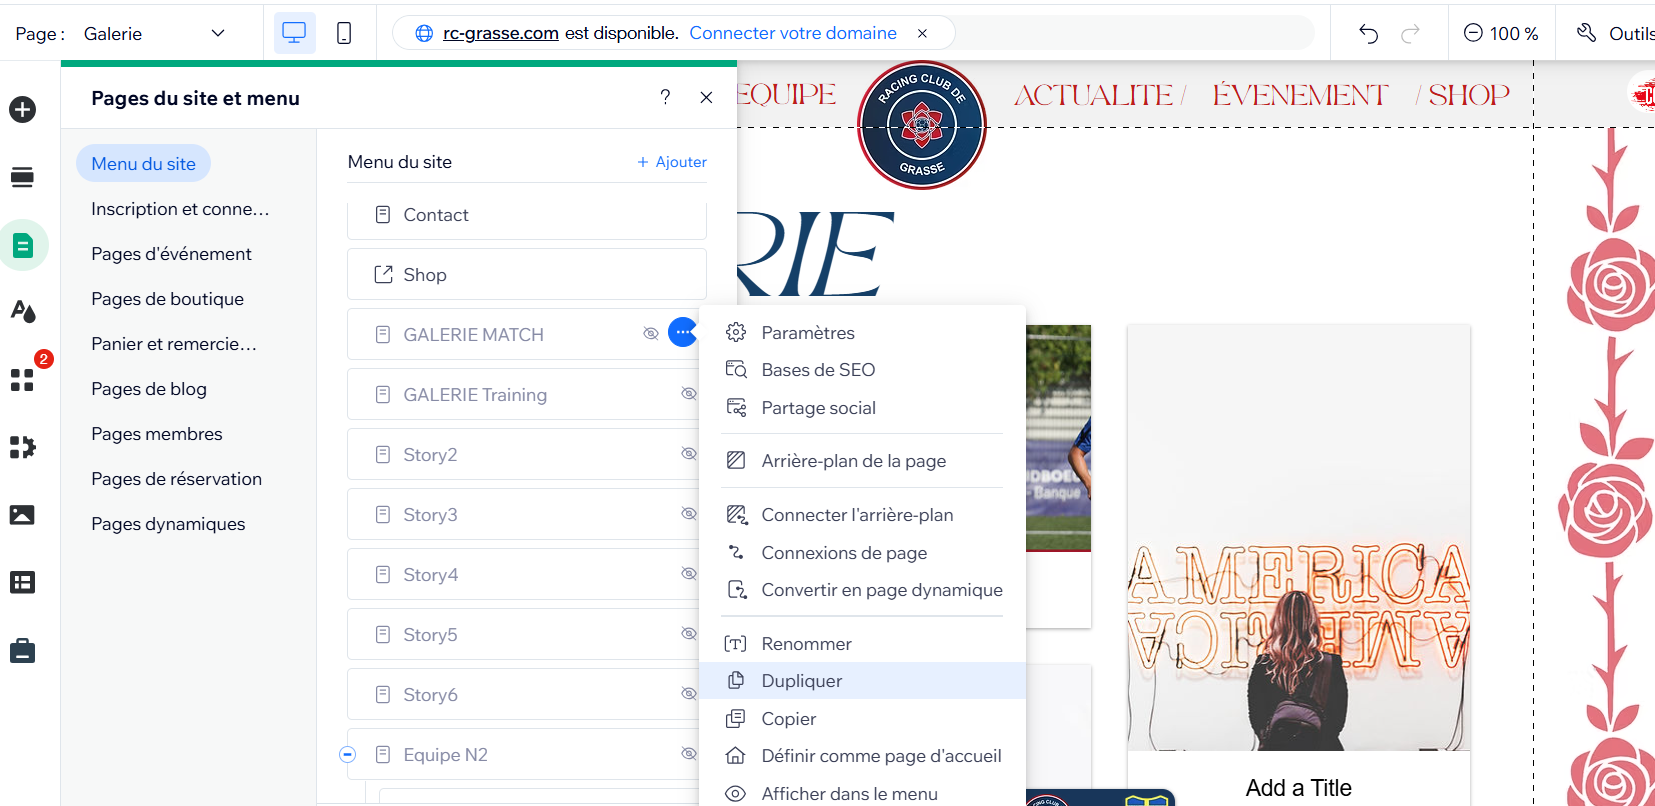 Page : Galerie
rc-grasse.com est disponible. Connecter votre domaine
100 %
Outils
Pages du site et menu
?
Menu du site
Inscription et conne...
Pages d'événement
Pages de boutique
Panier et remercie...
2
Pages de blog
Pages membres
Pages de réservation
Pages dynamiques
Menu du site
+ Ajouter
Contact
Shop
GALERIE MATCH
GALERIE Training
Story2
Story3
Story4
Story5
Story6
Equipe N2
Paramètres
Bases de SEO
Partage social
Arrière-plan de la page
Connecter l'arrière-plan
Connexions de page
Convertir en page dynamique
Renommer
Dupliquer
Copier
Définir comme page d'accueil
Afficher dans le menu
EQUIPE
RACING CLUB DE
GRASSE
ACTUALITE /
ÉVENEMENT
/ SHOP
RIE
Banque
AMERICA
AMERICA
Add a Title
RACING CLUB